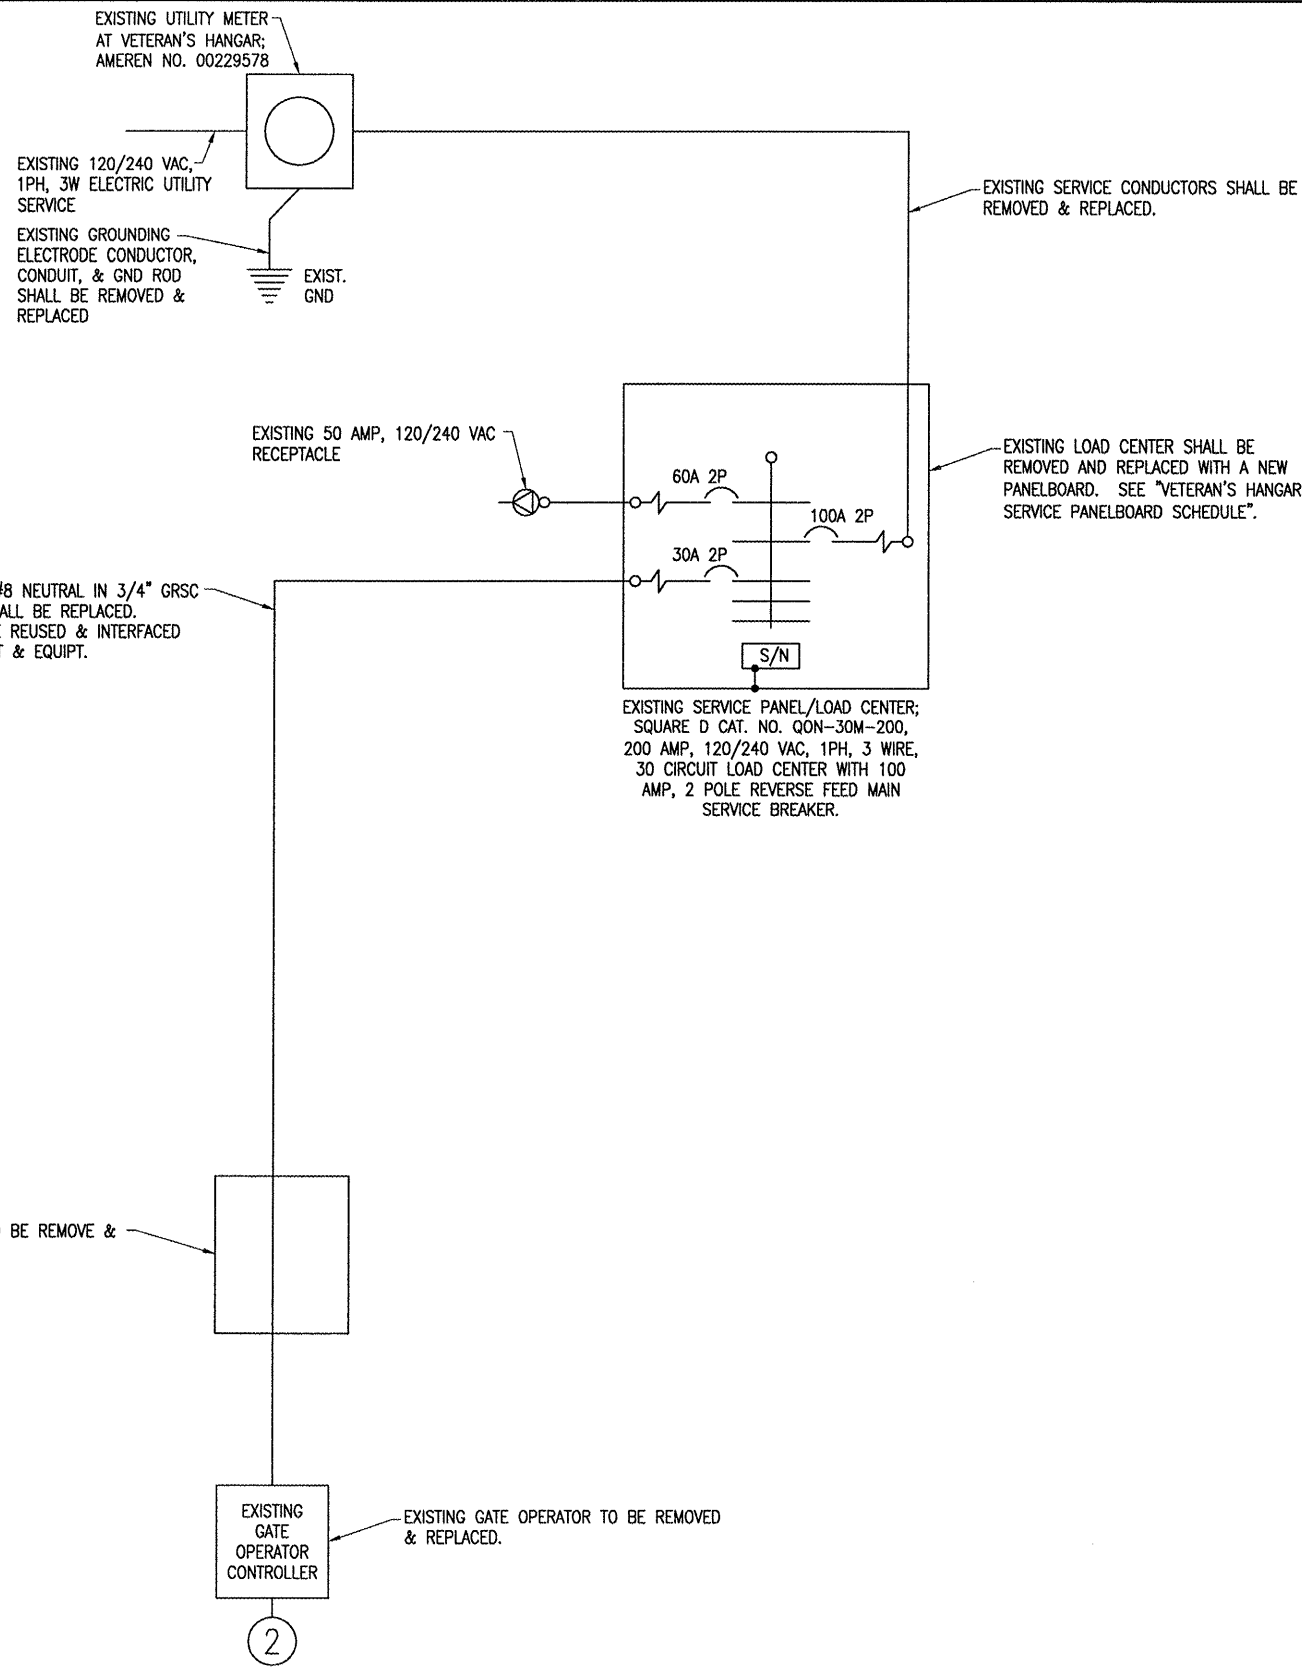 EXISTING UTILITY METER
AT VETERAN'S HANGAR;
AMEREN NO. 00229578
EXISTING 120/240 VAC,
1PH, 3W ELECTRIC UTILITY
SERVICE
EXISTING GROUNDING
ELECTRODE CONDUCTOR,
CONDUIT, & GND ROD
SHALL BE REMOVED &
REPLACED
EXIST.
GND
EXISTING SERVICE CONDUCTORS SHALL BE
REMOVED & REPLACED.
EXISTING 50 AMP, 120/240 VAC
RECEPTACLE
60A 2P
100A 2P
30A 2P
S/N
EXISTING LOAD CENTER SHALL BE
REMOVED AND REPLACED WITH A NEW
PANELBOARD. SEE "VETERAN'S HANGAR
SERVICE PANELBOARD SCHEDULE".
#8 NEUTRAL IN 3/4" GRSC
ALL BE REPLACED.
REUSED & INTERFACED
& EQUIPT.
EXISTING SERVICE PANEL/LOAD CENTER;
SQUARE D CAT. NO. QON-30M-200,
200 AMP, 120/240 VAC, 1PH, 3 WIRE,
30 CIRCUIT LOAD CENTER WITH 100
AMP, 2 POLE REVERSE FEED MAIN
SERVICE BREAKER.
BE REMOVE &
EXISTING
GATE
OPERATOR
CONTROLLER
EXISTING GATE OPERATOR TO BE REMOVED
& REPLACED.
2